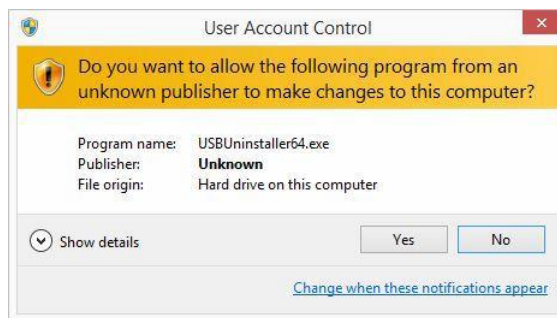 User Account Control
Do you want to allow the following program from an
unknown publisher to make changes to this computer?
Program name: USBUninstaller64.exe
Publisher: Unknown
File origin: Hard drive on this computer
Show details
Yes No
Change when these notifications appear